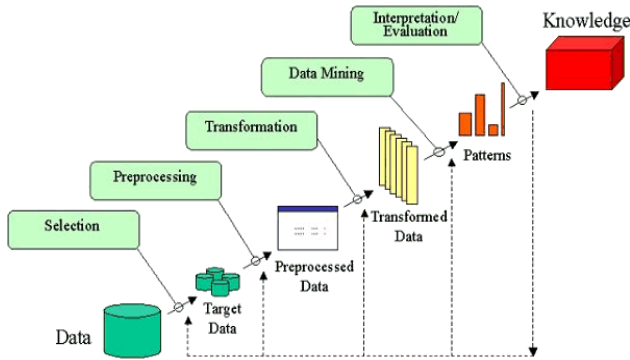 Interpretation/
Evaluation
Knowledge
Data Mining
Transformation
Patterns
Preprocessing
Transformed
Data
Selection
Preprocessed
Data
Target
Data
Data